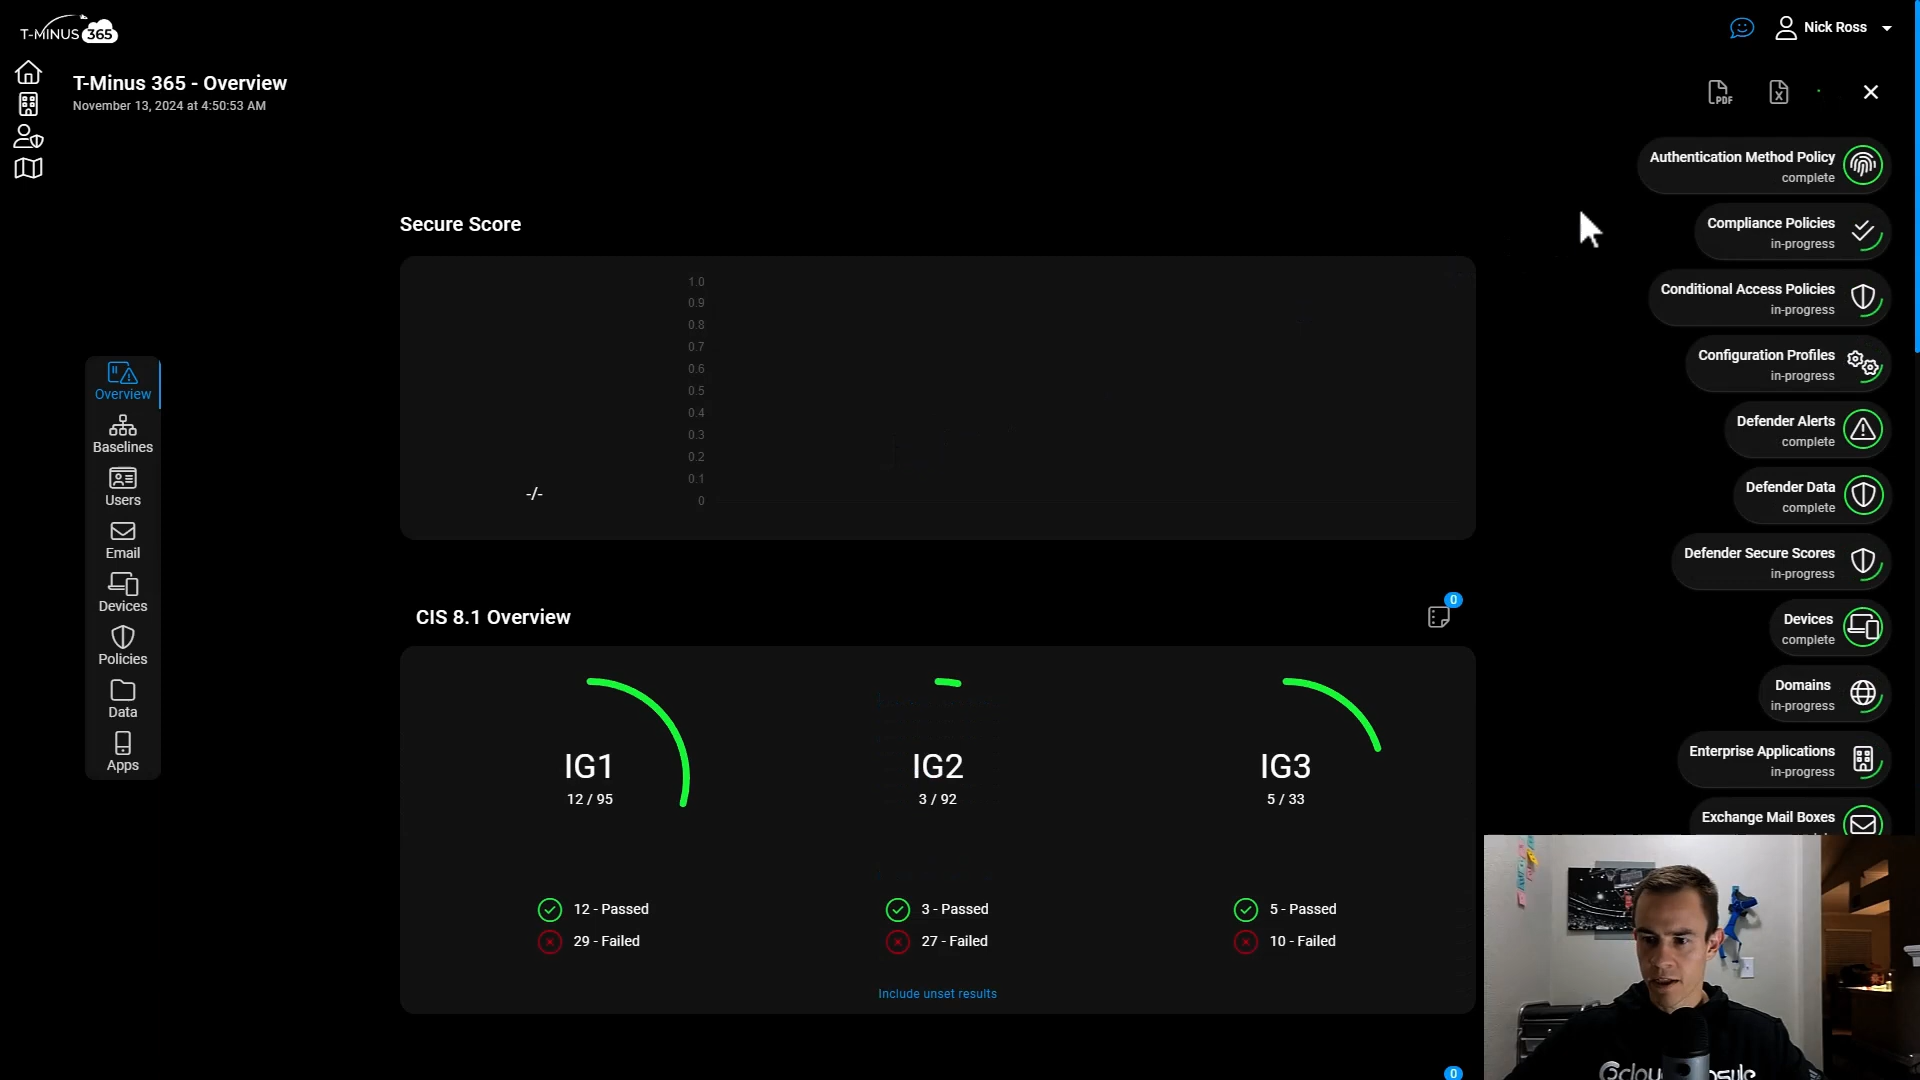 T-MINUS 365
Nick Ross
T-Minus 365 - Overview
November 13, 2024 at 4:50:53 AM
PDF
X
Authentication Method Policy
complete
Compliance Policies
in-progress
Conditional Access Policies
in-progress
Configuration Profiles
in-progress
Defender Alerts
complete
Defender Data
complete
Defender Secure Scores
in-progress
Devices
complete
Domains
in-progress
Enterprise Applications
in-progress
Exchange Mail Boxes
Overview
Baselines
Users
Email
Devices
Policies
Data
Apps
Secure Score
1.0
0.9
0.8
0.7
0.6
0.5
0.4
0.3
0.2
0.1
0
-/-
CIS 8.1 Overview
0
IG1
12 / 95
IG2
3 / 92
IG3
5 / 33
12 - Passed
29 - Failed
3 - Passed
27 - Failed
5 - Passed
10 - Failed
Include unset results
0